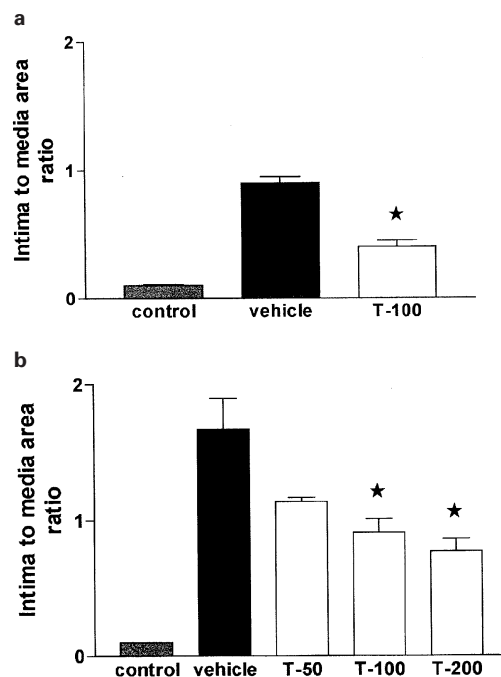 a
Intima to media area
ratio
2
1
0
control vehicle T-100
★
b
Intima to media area
ratio
2
1
0
control vehicle T-50 T-100 T-200
★ ★